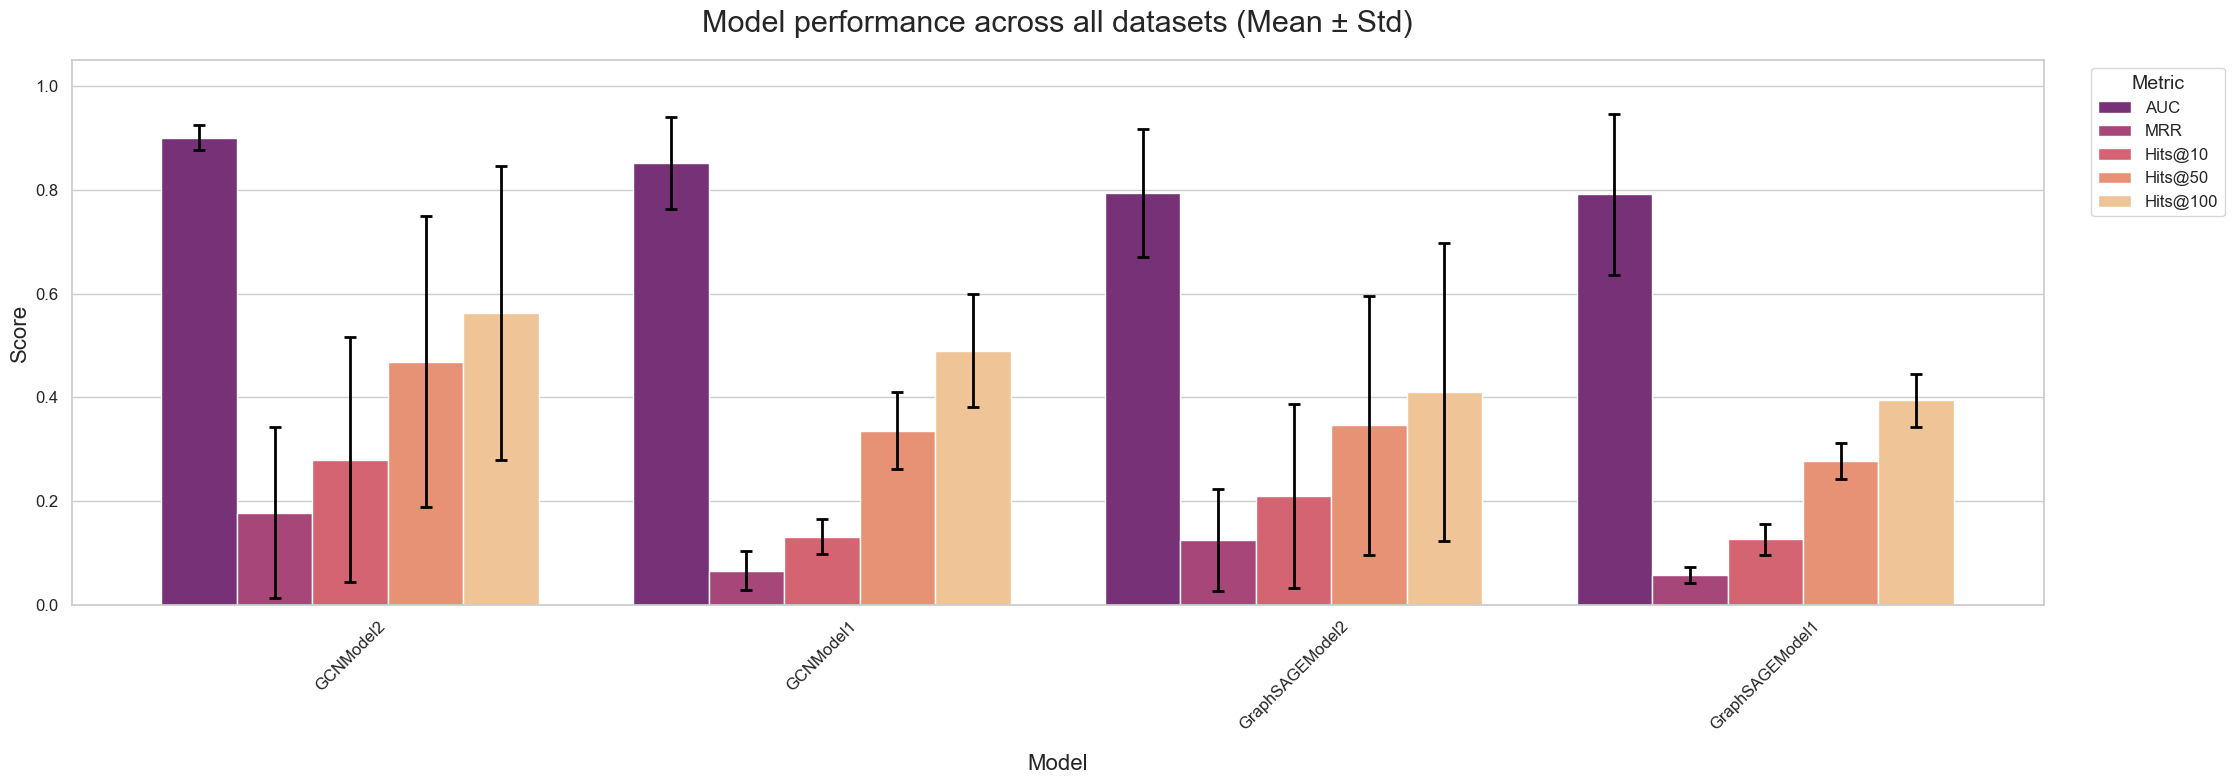 Model performance across all datasets (Mean ± Std)
Score
1.0
0.8
0.6
0.4
0.2
0.0
GCNModel2
GCNModel1
GraphSAGEModel2
GraphSAGEModel1
Model
Metric
AUC
MRR
Hits@10
Hits@50
Hits@100